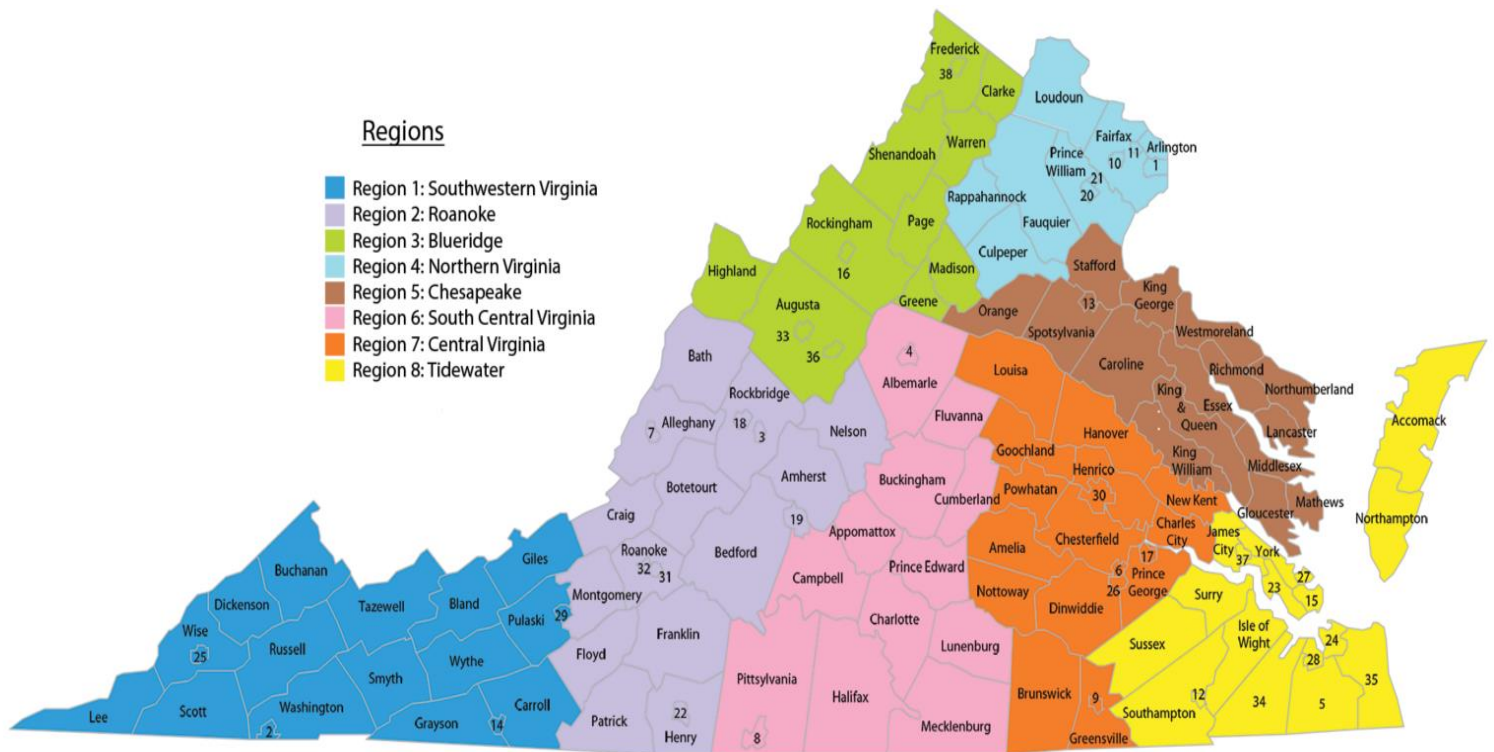 Regions
Region 1: Southwestern Virginia
Region 2: Roanoke
Region 3: Blueridge
Region 4: Northern Virginia
Region 5: Chesapeake
Region 6: South Central Virginia
Region 7: Central Virginia
Region 8: Tidewater
Frederick
38
Clarke
Warren
Shenandoah
Page
Rockingham
16
Madison
Greene
Highland
Augusta
33
36
Loudoun
Fairfax
11
10
Arlington
1
Prince
William
21
20
Rappahannock
Fauquier
Culpeper
Stafford
13
King
George
Orange
Spotsylvania
Westmoreland
Caroline
Richmond
Northumberland
King
&
Queen
Essex
Lancaster
King
William
Middlesex
Mathews
Gloucester
Bath
Rockbridge
Alleghany
7
18
3
Nelson
Amherst
Botetourt
19
Craig
Roanoke
32
31
Bedford
Montgomery
Franklin
Floyd
Patrick
22
Henry
4
Albemarle
Fluvanna
Buckingham
Cumberland
Appomattox
Prince Edward
Campbell
Charlotte
Lunenburg
Pittsylvania
8
Halifax
Mecklenburg
Louisa
Hanover
Goochland
Henrico
Powhatan
30
New Kent
Charles
City
Chesterfield
Amelia
17
6
26
Prince
George
Nottoway
Dinwiddie
Brunswick
9
Greensville
Accomack
Northampton
James
City
York
37
27
23
15
Surry
Isle of
Wight
Sussex
24
28
35
12
Southampton
34
5
Giles
Buchanan
Dickenson
Tazewell
Bland
Pulaski
29
Wise
25
Russell
Wythe
Smyth
Lee
Scott
Washington
2
Grayson
14
Carroll